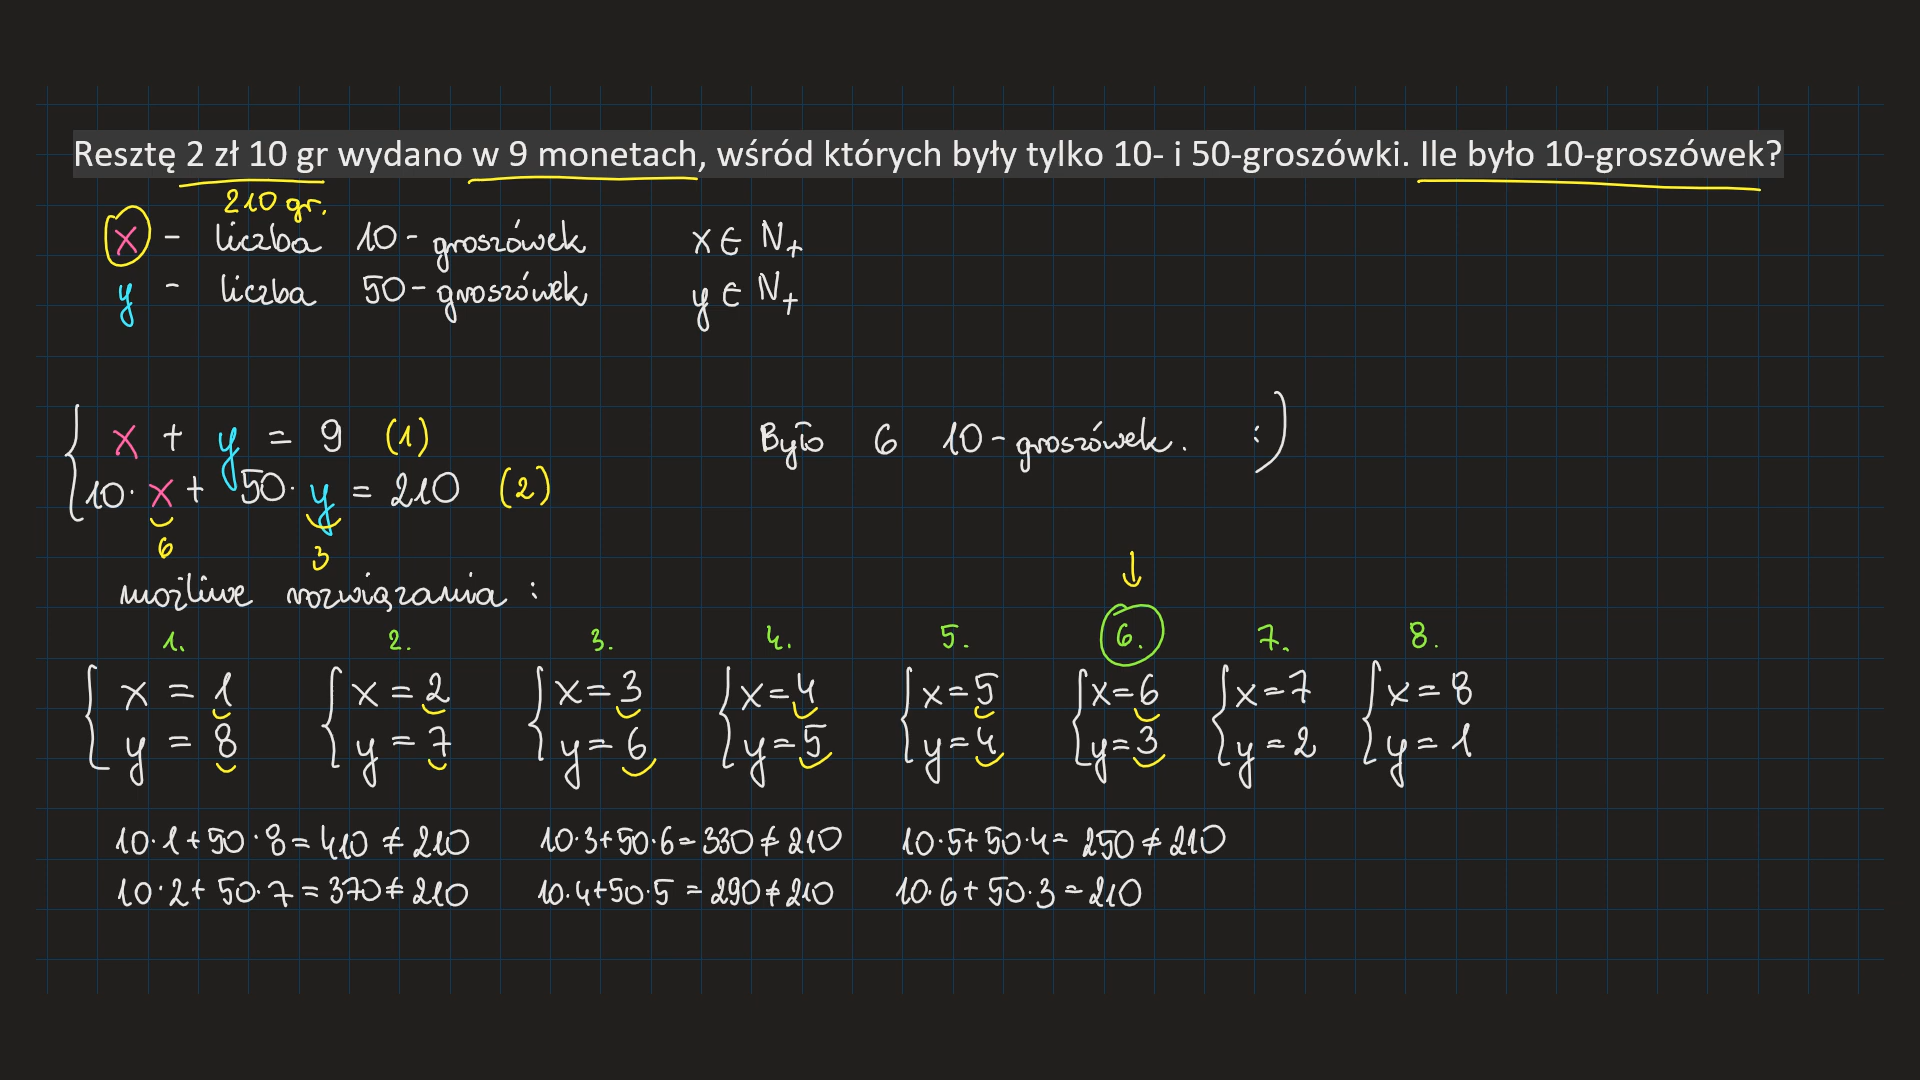 Resztę 2 zł 10 gr wydano w 9 monetach, wśród których były tylko 10- i 50-groszówki. Ile było 10-groszówek?
210 gr.
x - liczba 10-groszówek x ∈ N+
y - liczba 50-groszówek y ∈ N+
x + y = 9 (1)
Było 6 10-groszówek. :)
10·x + 50·y = 210 (2)
6 3
możliwe rozwiązania:
1. 2. 3. 4. 5. 6. 7. 8.
x = 1 x = 2 x = 3 x=4 x=5 x=6 x=7 x = 8
y = 8 y = 7 y = 6 y=5 y=4 y=3 y=2 y = 1
10·1+50·8=410≠210 10·3+50·6=330≠210 10·5+50·4=250≠210
10·2+50·7=370≠210 10·4+50·5=290≠210 10·6+50·3=210